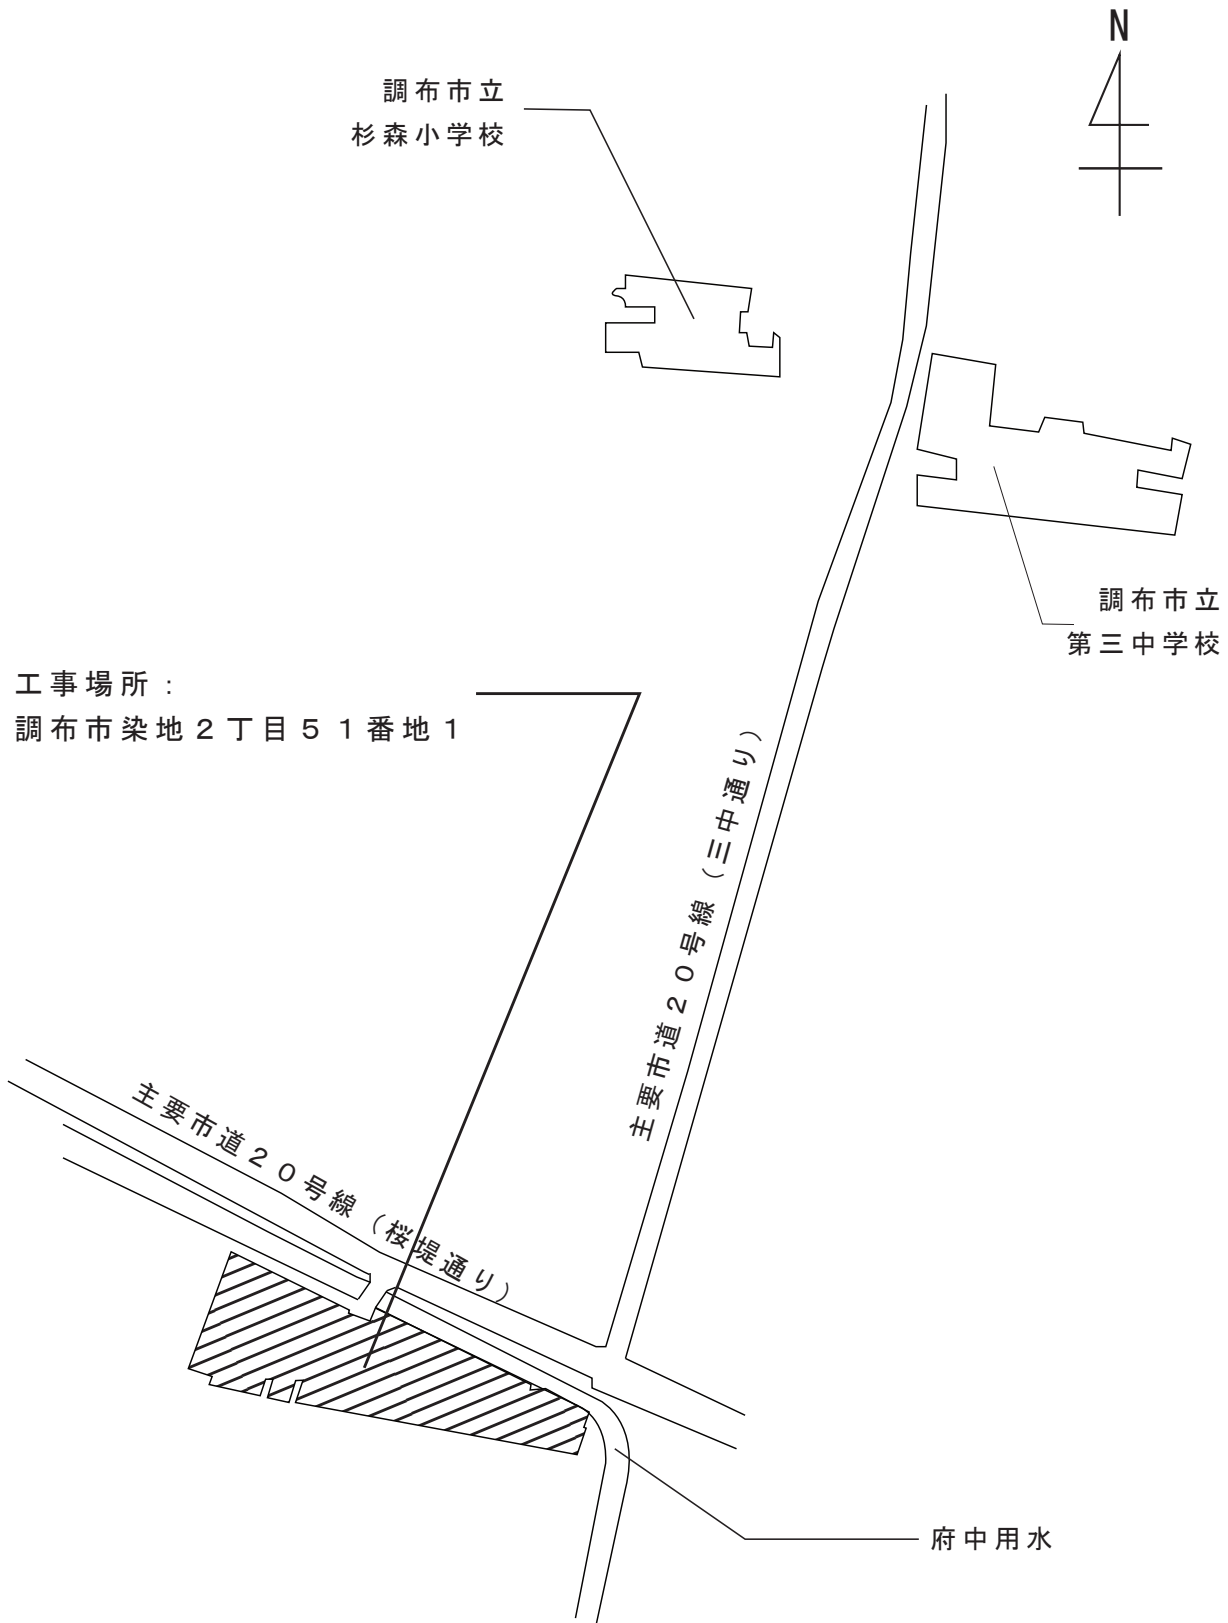 N
調布市立
杉森小学校
調布市立
第三中学校
工事場所：
調布市染地２丁目５１番地１
主要市道２０号線（三中通り）
主要市道２０号線（桜堤通り）
府中用水